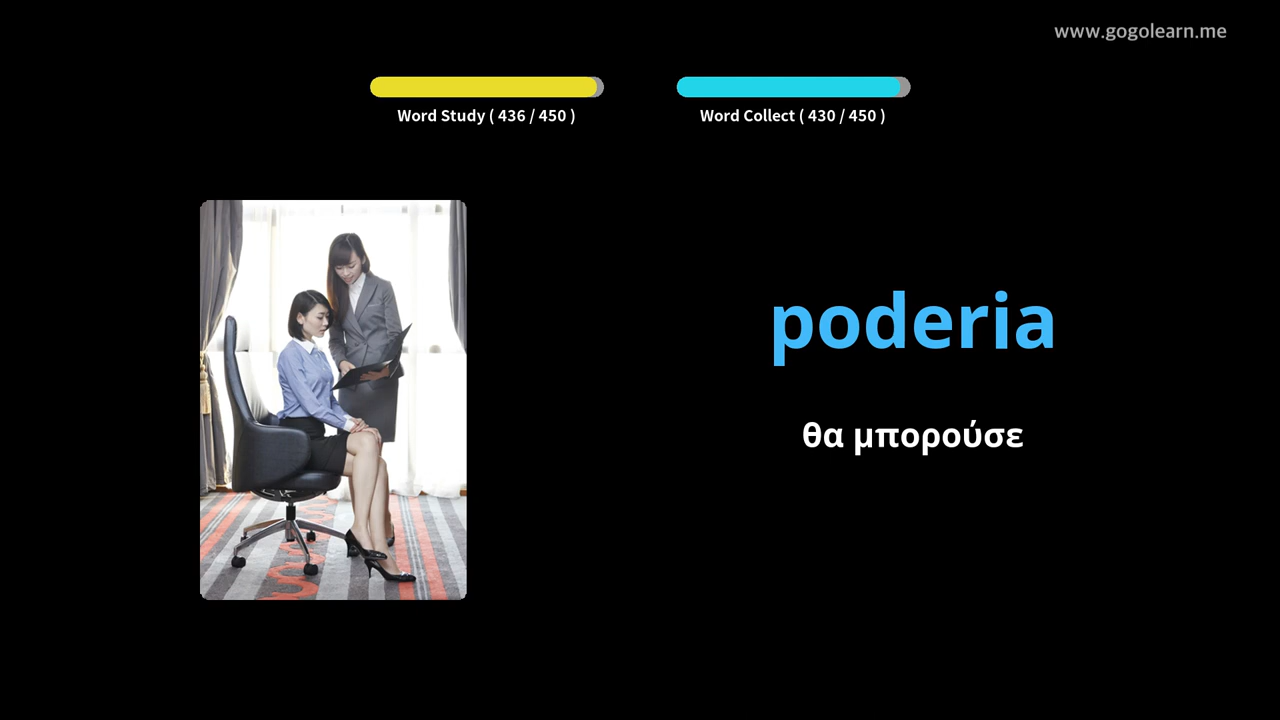 www.gogolearn.me
Word Study ( 436 / 450 )
Word Collect ( 430 / 450 )
poderia
θα μπορούσε